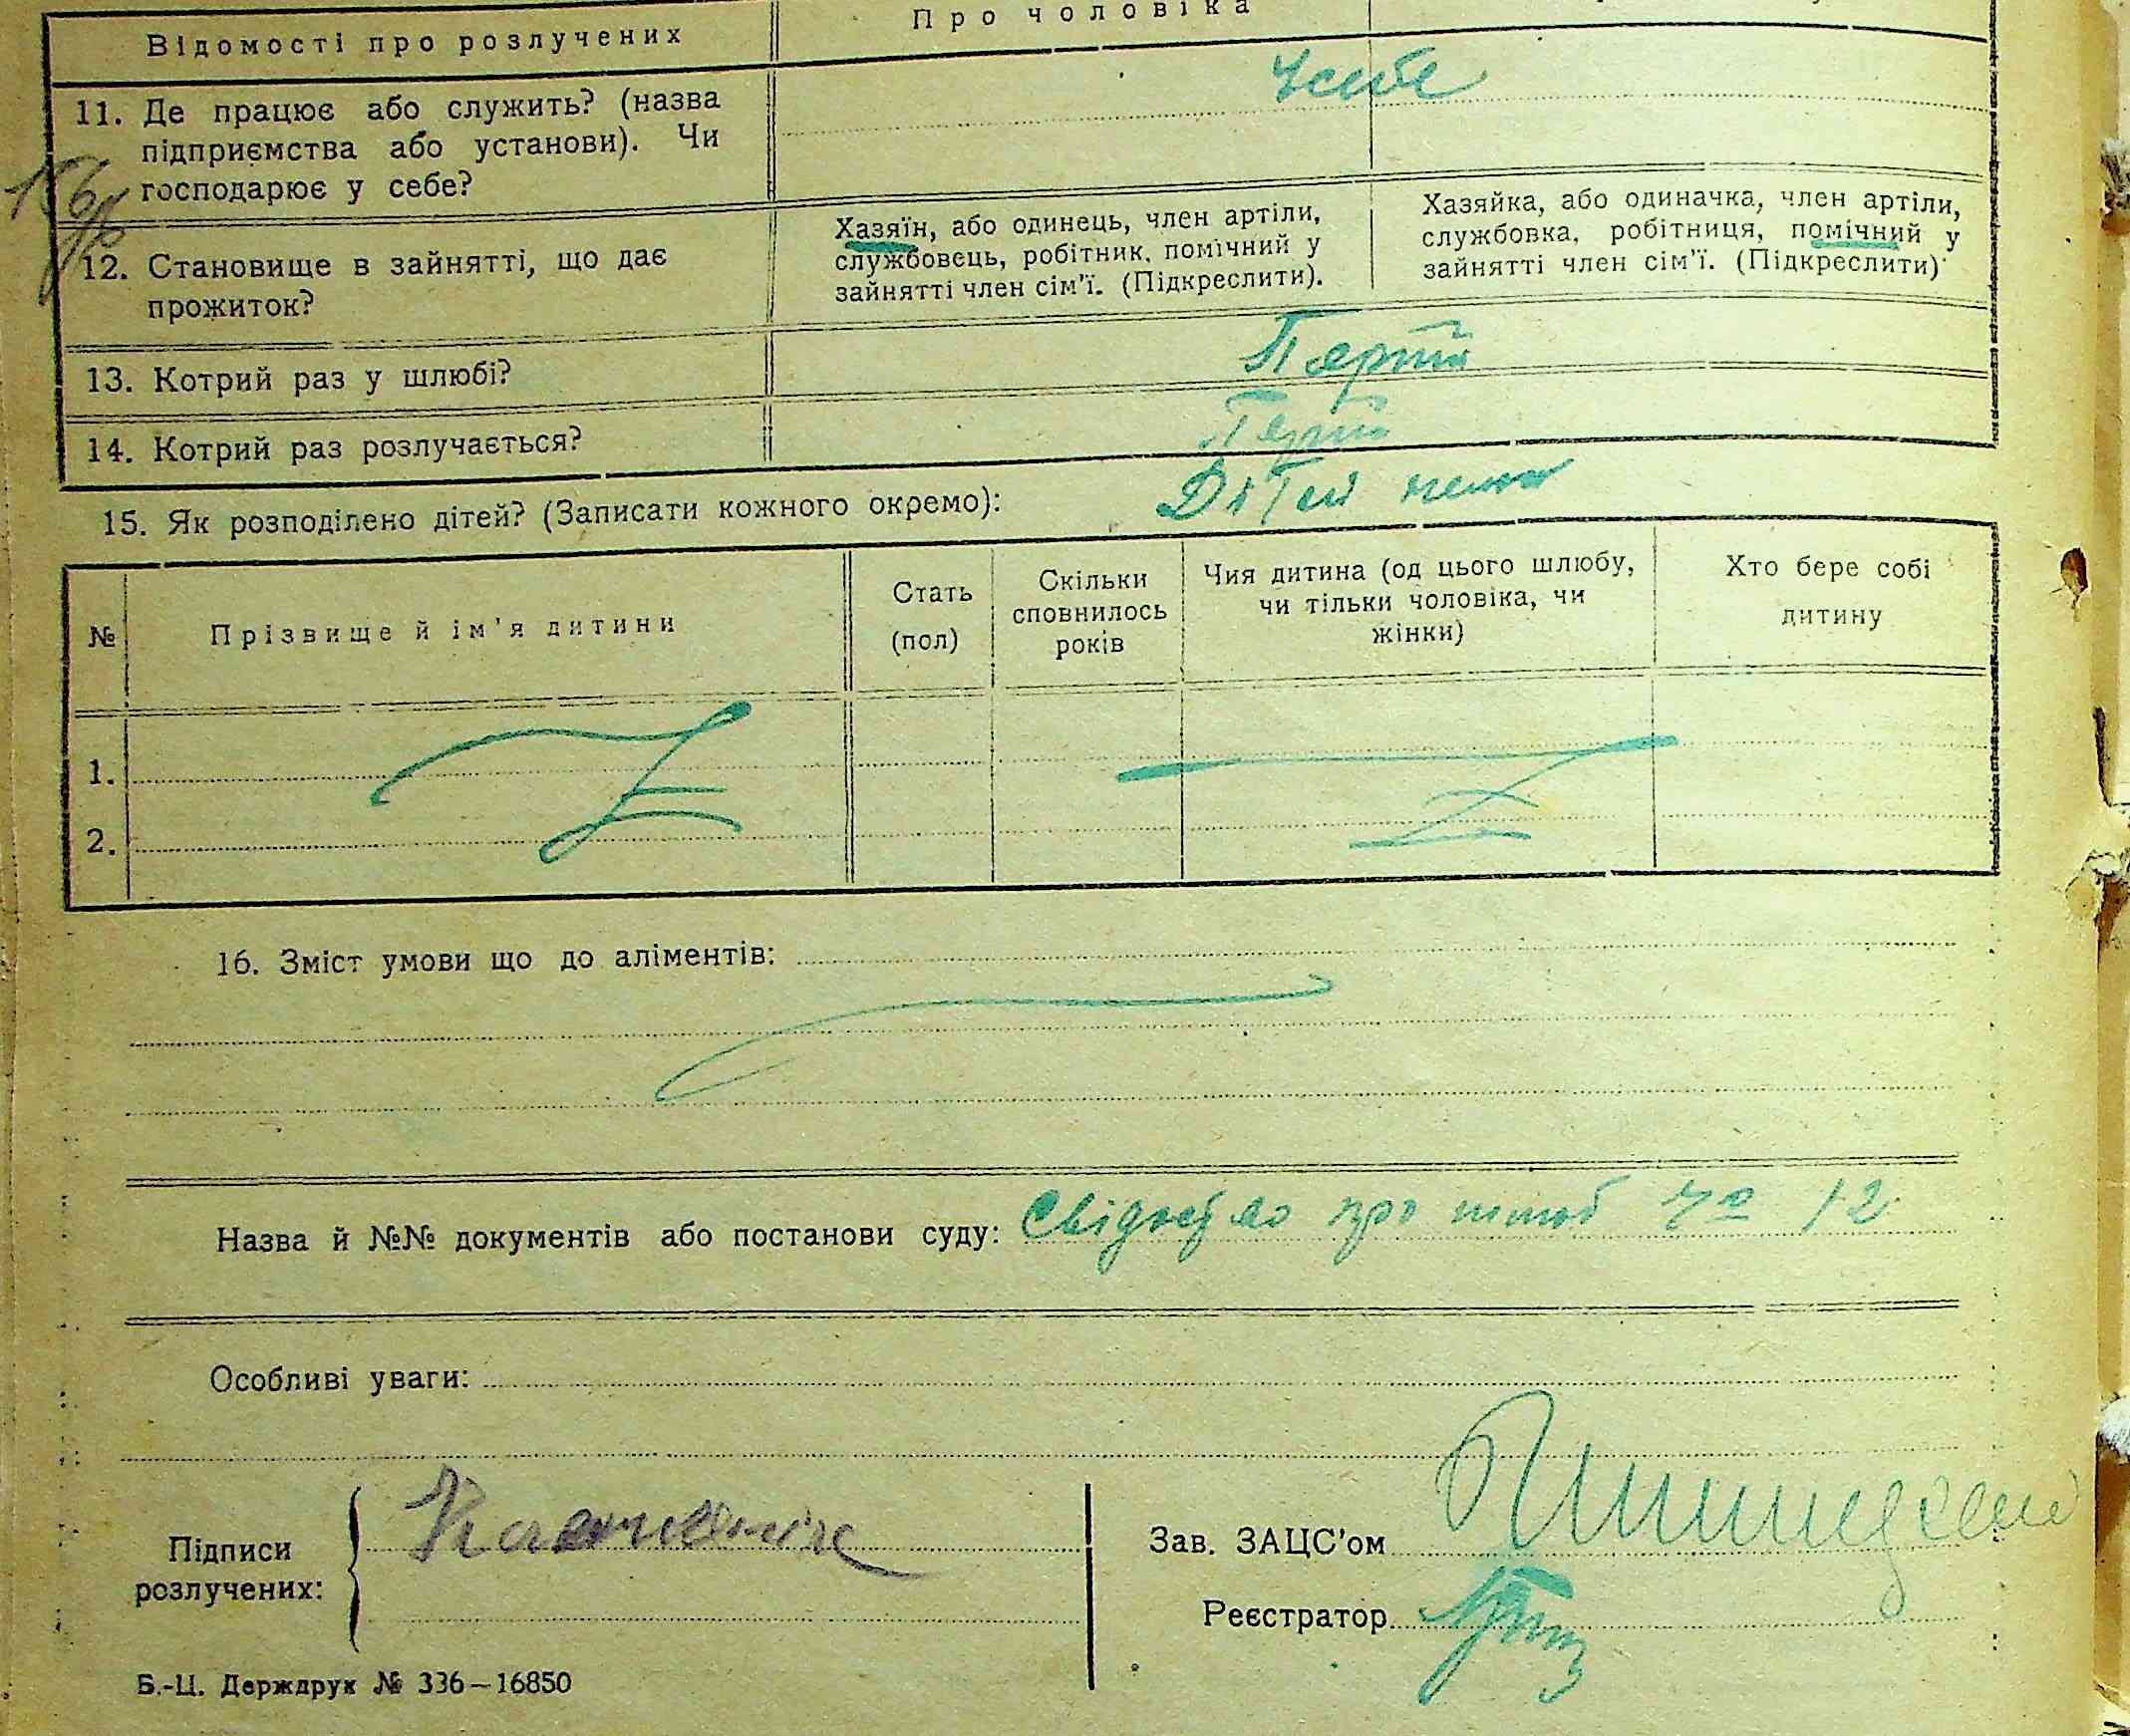 Відомості про розлучених
Про чоловіка
11. Де працює або служить? (назва
підприємства або установи). Чи
господарює у себе?
У себе
12. Становище в зайнятті, що дає
прожиток?
Хазяїн, або одинець, член артіли,
службовець, робітник, помічний у
зайнятті член сім'ї. (Підкреслити).
Хазяйка, або одиначка, член артіли,
службовка, робітниця, помічний у
зайнятті член сім'ї. (Підкреслити)
13. Котрий раз у шлюбі?
14. Котрий раз розлучається?
15. Як розподілено дітей? (Записати кожного окремо):
Дітей нема
№
Прізвище й ім'я дитини
Стать
(пол)
Скільки
сповнилось
років
Чия дитина (од цього шлюбу,
чи тільки чоловіка, чи
жінки)
Хто бере собі
дитину
1.
2.
16. Зміст умови що до аліментів:
Назва й №№ документів або постанови суду: про шлюб 12
Особливі уваги:
Підписи
розлучених:
Зав. ЗАЦС'ом
Реєстратор
Б.-Ц. Держдрук № 336—16850